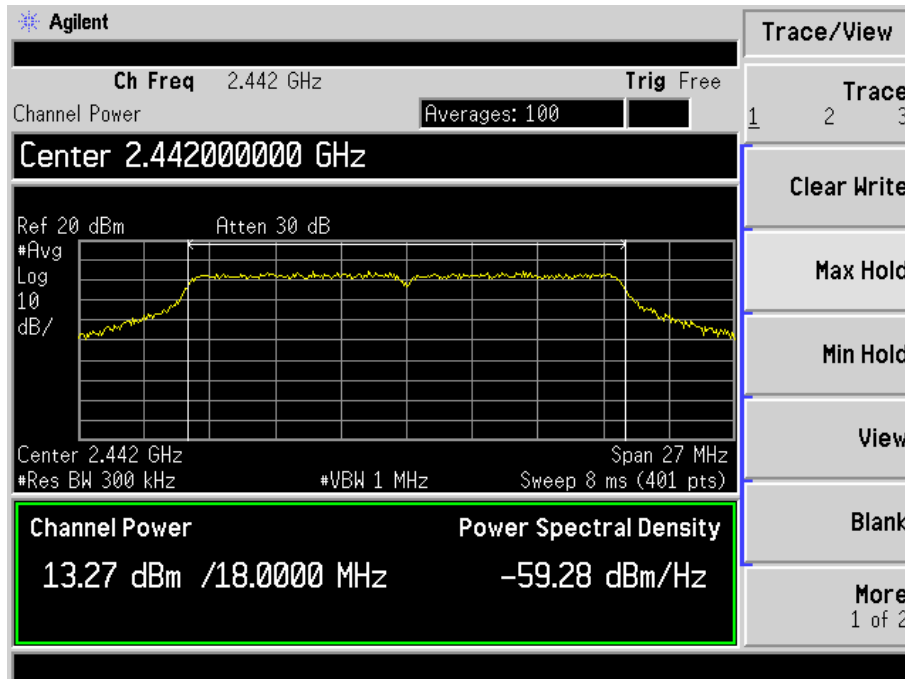 Agilent
Trace/View
Ch Freq 2.442 GHz Trig Free
Channel Power Averages: 100
Center 2.442000000 GHz
Ref 20 dBm Atten 30 dB
#Avg
Log
10
dB/
Center 2.442 GHz Span 27 MHz
#Res BW 300 kHz #VBW 1 MHz Sweep 8 ms (401 pts)
Channel Power Power Spectral Density
13.27 dBm /18.0000 MHz -59.28 dBm/Hz
Trace
1 2 3
Clear Write
Max Hold
Min Hold
View
Blank
More
1 of 2